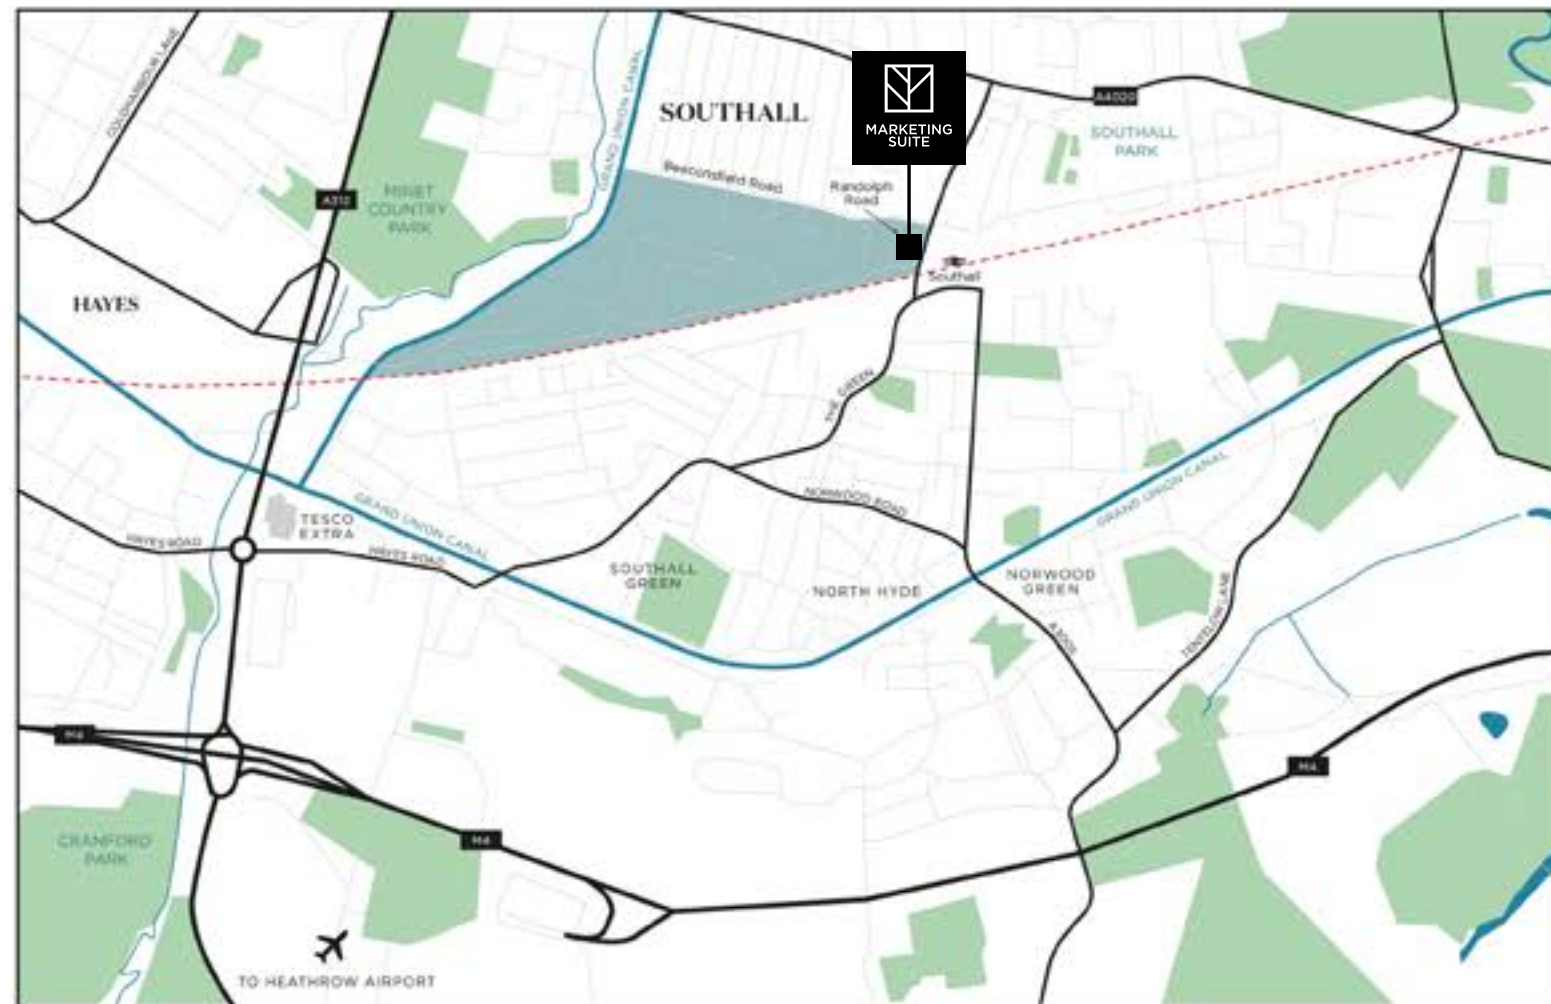 COLDHARBOUR LANE
GRAND UNION CANAL
SOUTHALL
MARKETING
SUITE
A4020
SOUTHALL
PARK
Beaconsfield Road
Randolph
Road
A312
MINET
COUNTRY
PARK
Southall
HAYES
THE GREEN
NORWOOD ROAD
GRAND UNION CANAL
GRAND UNION CANAL
TESCO
EXTRA
HAYES ROAD
HAYES ROAD
SOUTHALL
GREEN
NORTH HYDE
NORWOOD
GREEN
A3005
TENTELOW LANE
M4
M4
M4
CRANFORD
PARK
TO HEATHROW AIRPORT